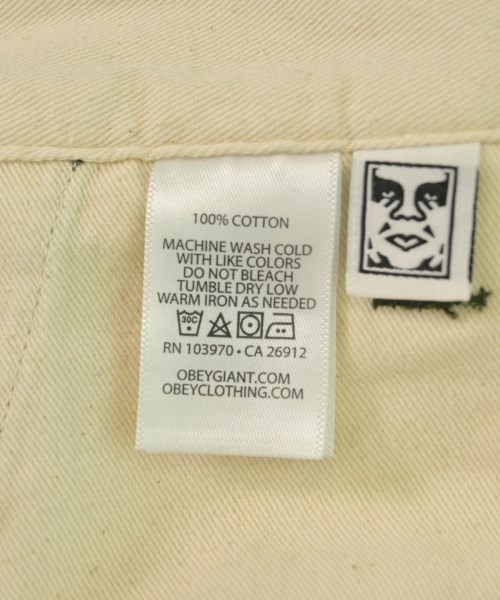 100% COTTON
MACHINE WASH COLD
WITH LIKE COLORS
DO NOT BLEACH
TUMBLE DRY LOW
WARM IRON AS NEEDED
30C
RN 103970 • CA 26912
OBEYGIANT.COM
OBEYCLOTHING.COM